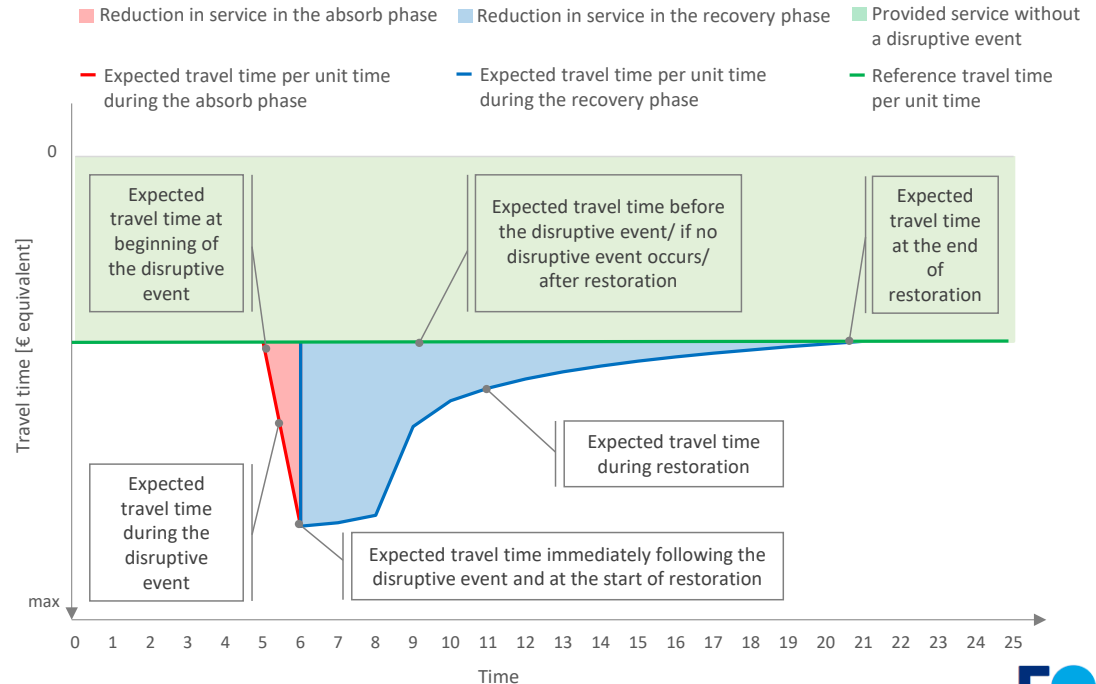 Reduction in service in the absorb phase
Reduction in service in the recovery phase
Provided service without
a disruptive event
Expected travel time per unit time
during the absorb phase
Expected travel time per unit time
during the recovery phase
Reference travel time
per unit time
0
Expected
travel time at
beginning of
the disruptive
event
Expected travel time before
the disruptive event/ if no
disruptive event occurs/
after restoration
Expected
travel time
at the end
of
restoration
Travel time [€ equivalent]
Expected travel time
during restoration
Expected
travel time
during the
disruptive
event
Expected travel time immediately following the
disruptive event and at the start of restoration
max
0 1 2 3 4 5 6 7 8 9 10 11 12 13 14 15 16 17 18 19 20 21 22 23 24 25
Time